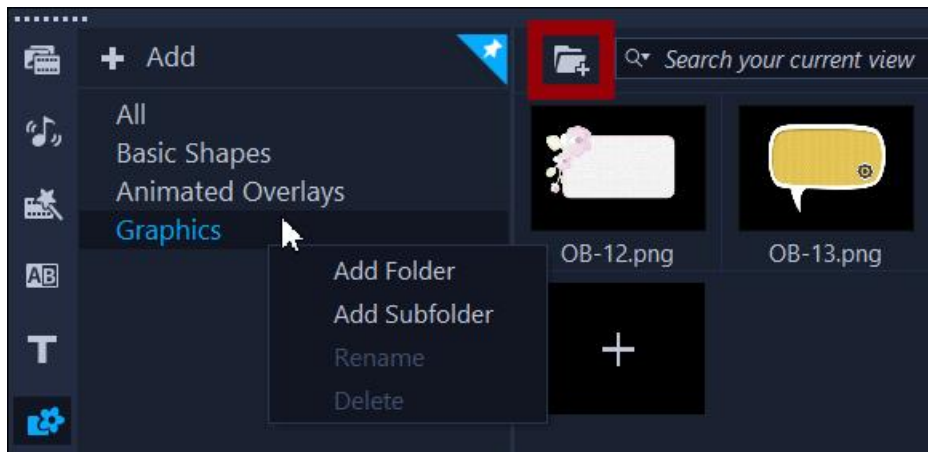 Add
Search your current view
All
Basic Shapes
Animated Overlays
Graphics
Add Folder
Add Subfolder
Rename
Delete
OB-12.png
OB-13.png
AB
T